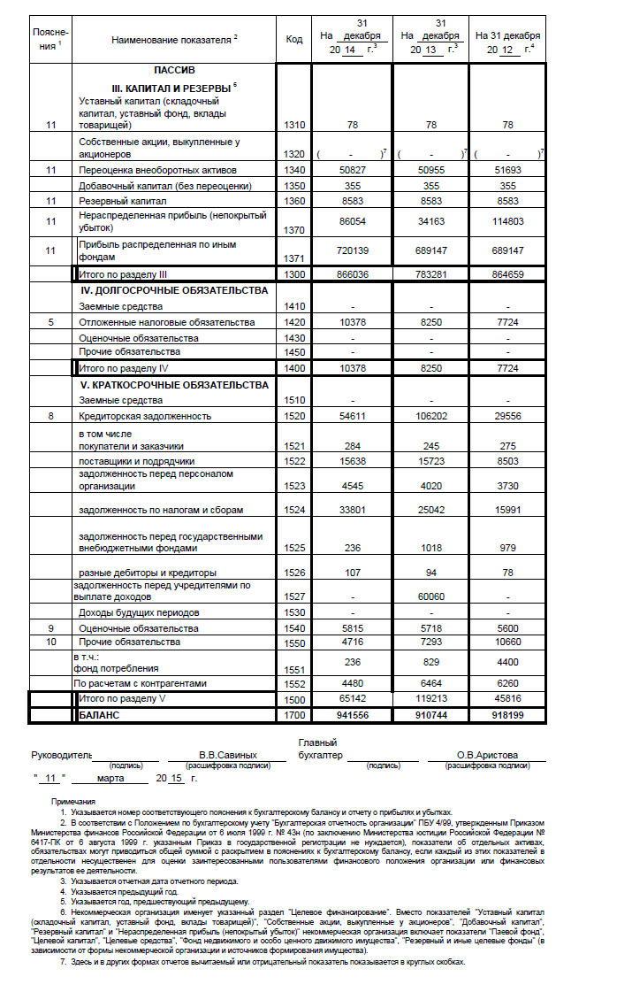 Поясне-
ния 1
Наименование показателя 2
Код
31
На декабря
20 14 г.3
31
На декабря
20 13 г.3
На 31 декабря
20 12 г.4
ПАССИВ
III. КАПИТАЛ И РЕЗЕРВЫ 6
Уставный капитал (складочный
капитал, уставный фонд, вклады
11 товарищей) 1310 78 78 78
Собственные акции, выкупленные у
акционеров 1320 ( - )7 ( - )7 ( - )7
11 Переоценка внеоборотных активов 1340 50827 50955 51693
Добавочный капитал (без переоценки) 1350 355 355 355
11 Резервный капитал 1360 8583 8583 8583
11 Нераспределенная прибыль (непокрытый
убыток) 1370 86054 34163 114803
11 Прибыль распределенная по иным
фондам 1371 720139 689147 689147
Итого по разделу III 1300 866036 783281 864659
IV. ДОЛГОСРОЧНЫЕ ОБЯЗАТЕЛЬСТВА
Заемные средства 1410 - - -
5 Отложенные налоговые обязательства 1420 10378 8250 7724
Оценочные обязательства 1430 - - -
Прочие обязательства 1450 - - -
Итого по разделу IV 1400 10378 8250 7724
V. КРАТКОСРОЧНЫЕ ОБЯЗАТЕЛЬСТВА
Заемные средства 1510 - - -
8 Кредиторская задолженность 1520 54611 106202 29556
в том числе
покупатели и заказчики 1521 284 245 275
поставщики и подрядчики 1522 15638 15723 8503
задолженность перед персоналом
организации 1523 4545 4020 3730
задолженность по налогам и сборам 1524 33801 25042 15991
задолженность перед государственными
внебюджетными фондами 1525 236 1018 979
разные дебиторы и кредиторы 1526 107 94 78
задолженность перед учредителями по
выплате доходов 1527 - 60060 -
Доходы будущих периодов 1530 - - -
9 Оценочные обязательства 1540 5815 5718 5600
10 Прочие обязательства 1550 4716 7293 10660
в т.ч.:
фонд потребления 1551 236 829 4400
По расчетам с контрагентами 1552 4480 6464 6260
Итого по разделу V 1500 65142 119213 45816
БАЛАНС 1700 941556 910744 918199
Руководитель В.В.Савиных Главный
бухгалтер О.В.Аристова
(подпись) (расшифровка подписи) (подпись) (расшифровка подписи)
" 11 " марта 20 15 г.
Примечания
1. Указывается номер соответствующего пояснения к бухгалтерскому балансу и отчету о прибылях и убытках.
2. В соответствии с Положением по бухгалтерскому учету "Бухгалтерская отчетность организации" ПБУ 4/99, утвержденным Приказом
Министерства финансов Российской Федерации от 6 июля 1999 г. № 43н (по заключению Министерства юстиции Российской Федерации №
6417-ПК от 6 августа 1999 г. указанным Приказ в государственной регистрации не нуждается), показатели об отдельных активах,
обязательствах могут приводиться общей суммой с раскрытием в пояснениях к бухгалтерскому балансу, если каждый из этих показателей в
отдельности несущественен для оценки заинтересованными пользователями финансового положения организации или финансовых
результатов ее деятельности.
3. Указывается отчетная дата отчетного периода.
4. Указывается предыдущий год.
5. Указывается год, предшествующий предыдущему.
6. Некоммерческая организация именует указанный раздел "Целевое финансирование". Вместо показателей "Уставный капитал
(складочный капитал, уставный фонд, вклады товарищей)", "Собственные акции, выкупленные у акционеров", "Добавочный капитал",
"Резервный капитал" и "Нераспределенная прибыль (непокрытый убыток)" некоммерческая организация включает показатели "Паевой фонд",
"Целевой капитал", "Целевые средства", "Фонд недвижимого и особо ценного движимого имущества", "Резервный и иные целевые фонды" (в
зависимости от формы некоммерческой организации и источников формирования имущества).
7. Здесь и в других формах отчетов вычитаемый или отрицательный показатель показывается в круглых скобках.